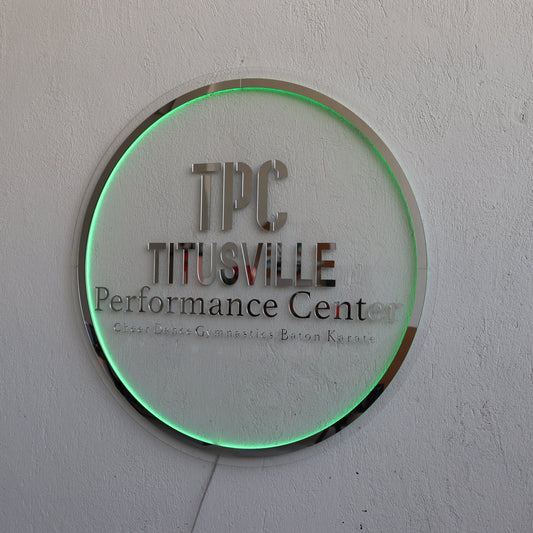 TPC
TITUSVILLE
Performance Center
Cheer Dance Gymnastics Baton Karate